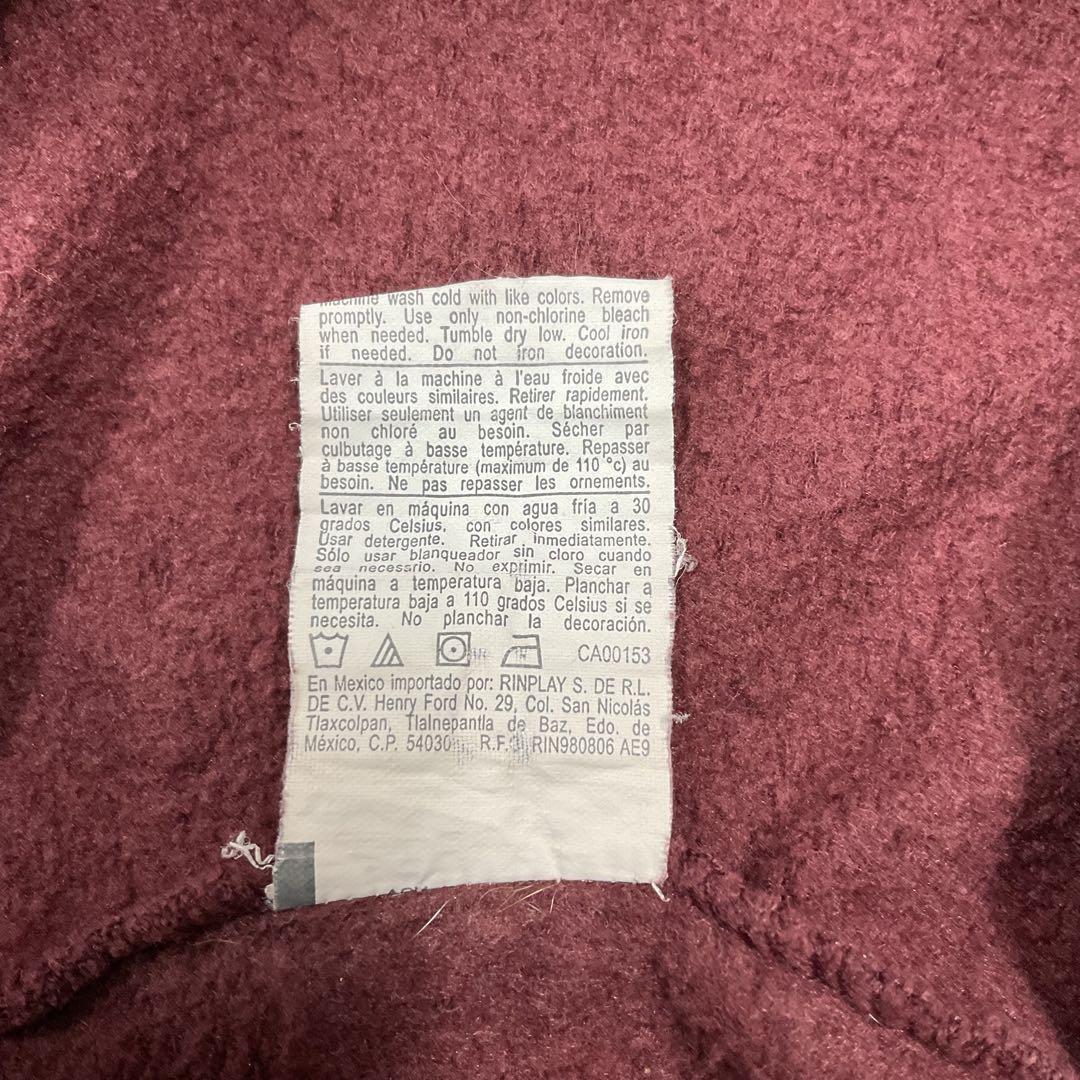 machine wash cold with like colors. Remove
promptly. Use only non-chlorine bleach
when needed. Tumble dry low. Cool iron
if needed. Do not iron decoration.
Laver à la machine à l'eau froide avec
des couleurs similaires. Retirer rapidement.
Utiliser seulement un agent de blanchiment
non chloré au besoin. Sécher par
culbutage à basse température. Repasser
à basse température (maximum de 110 °c) au
besoin. Ne pas repasser les ornements.
Lavar en máquina con agua fría a 30
grados Celsius, con colores similares.
Usar detergente. Retirar inmediatamente.
Sólo usar blanqueador sin cloro cuando
sea necessrio. No exprimir. Secar en
máquina a temperatura baja. Planchar a
temperatura baja a 110 grados Celsius si se
necesita. No planchar la decoración.
CA00153
En Mexico importado por: RINPLAY S. DE R.L.
DE C.V. Henry Ford No. 29, Col. San Nicolás
Tlaxcolpan, Tlalnepantla de Baz, Edo. de
México, C.P. 54030 RIN980806 AE9